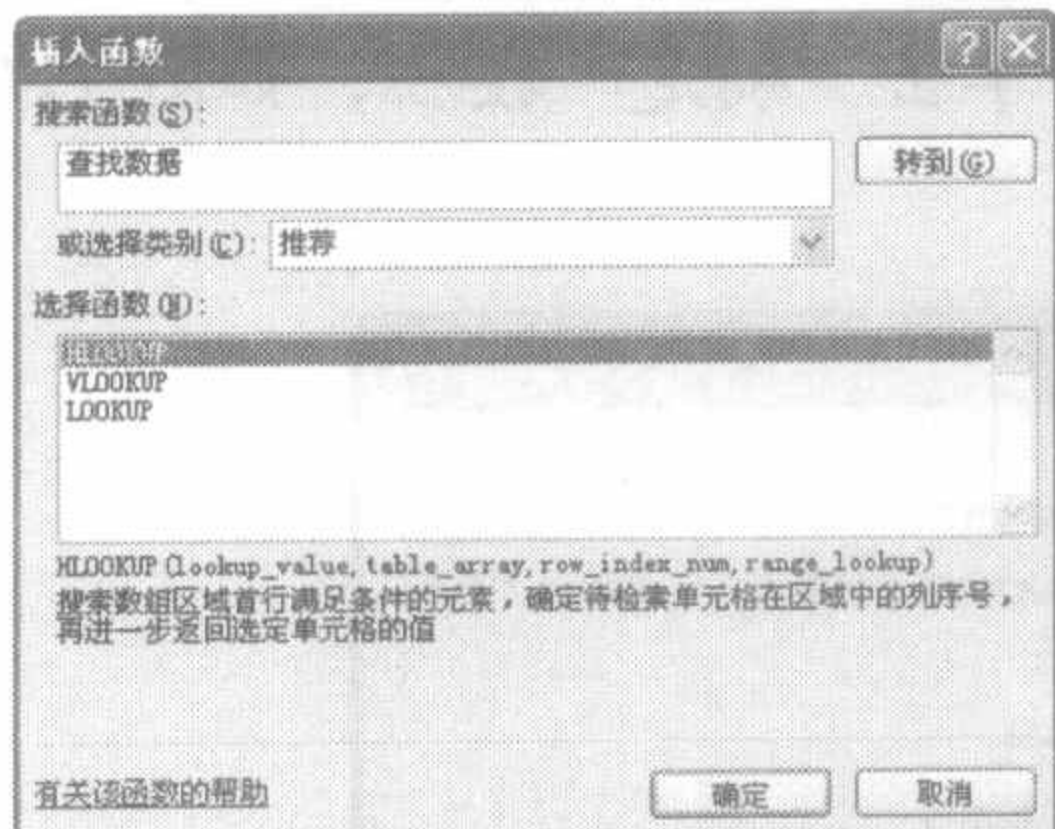 插入函数
搜索函数(S):
查找数据
转到(G)
或选择类别(C): 推荐
选择函数(N):
HLOOKUP
VLOOKUP
LOOKUP
HLOOKUP(lookup_value,table_array,row_index_num,range_lookup)
搜索数组区域首行满足条件的元素，确定待检索单元格在区域中的列序号，
再进一步返回选定单元格的值
有关该函数的帮助
确定
取消